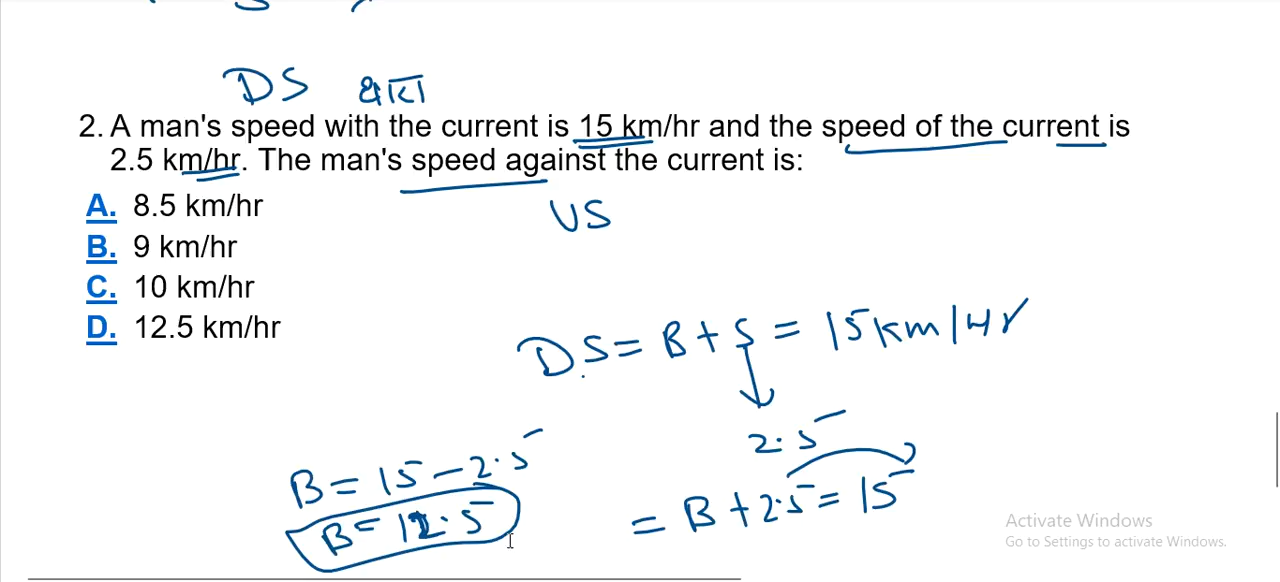 DS धारा
2. A man's speed with the current is 15 km/hr and the speed of the current is
2.5 km/hr. The man's speed against the current is:
A. 8.5 km/hr
US
B. 9 km/hr
C. 10 km/hr
D. 12.5 km/hr
DS = B + S = 15 km/Hr
2.5
B = 15 - 2.5
= B + 2.5 = 15
B = 12.5
Activate Windows
Go to Settings to activate Windows.